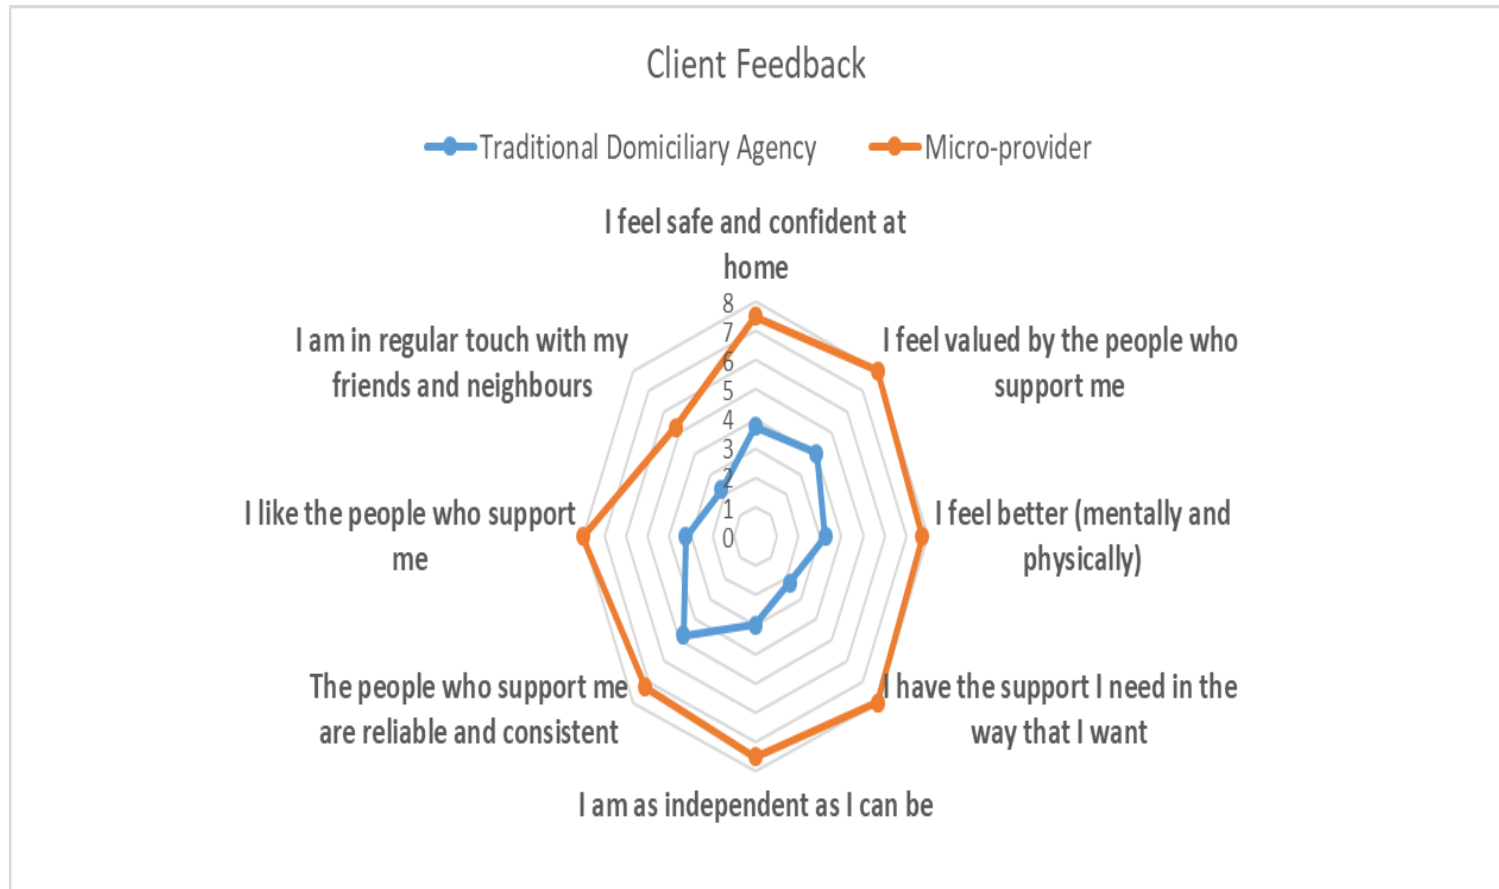 Client Feedback
Traditional Domiciliary Agency
Micro-provider
I feel safe and confident at
home
I am in regular touch with my
friends and neighbours
I feel valued by the people who
support me
8
7
6
5
4
3
2
1
0
I like the people who support
me
I feel better (mentally and
physically)
The people who support me
are reliable and consistent
I have the support I need in the
way that I want
I am as independent as I can be